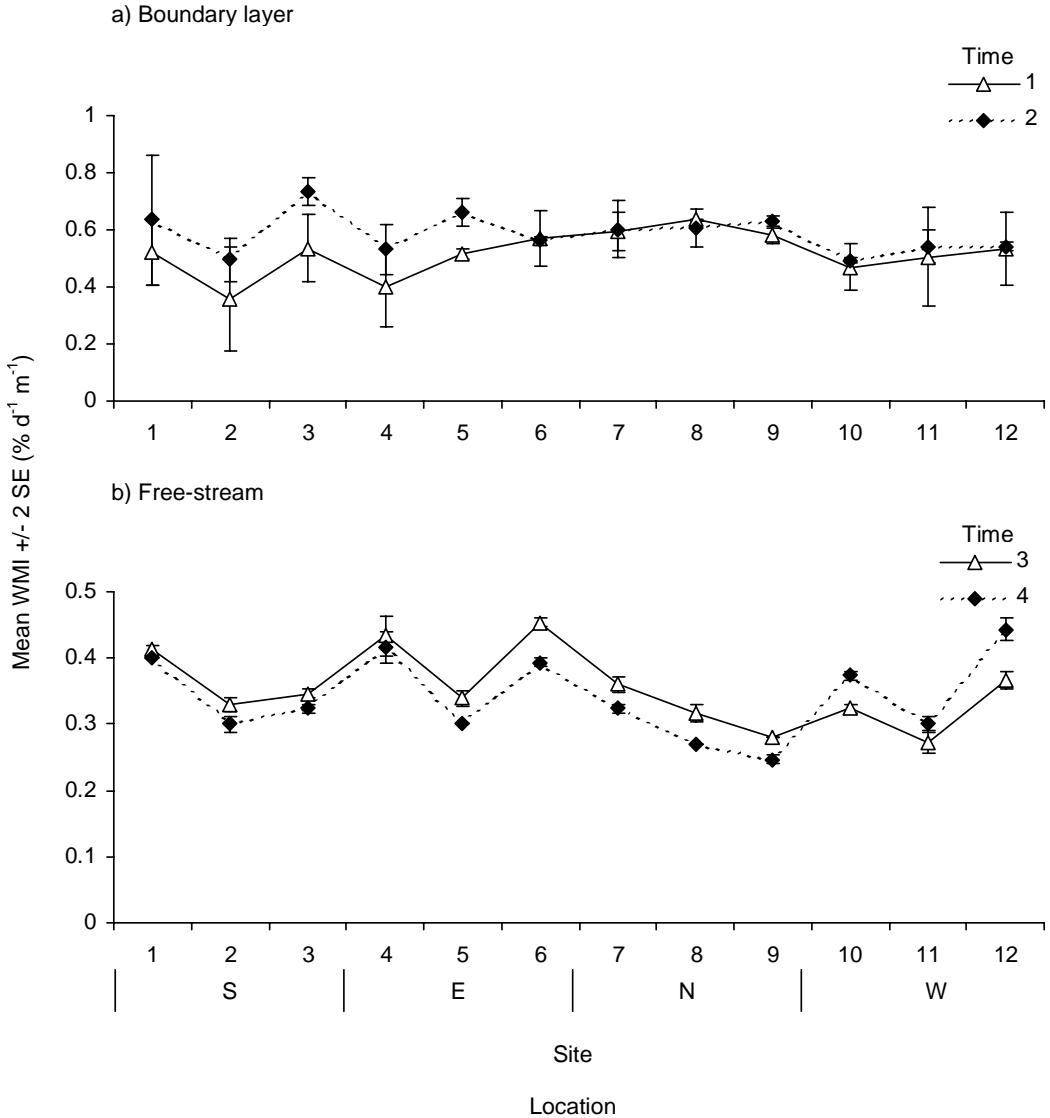 a) Boundary layer
Time
1
2
1
0.8
0.6
0.4
0.2
0
1 2 3 4 5 6 7 8 9 10 11 12
Mean WMI +/- 2 SE (% d-1 m-1)
b) Free-stream
Time
3
4
0.5
0.4
0.3
0.2
0.1
0
1 2 3 4 5 6 7 8 9 10 11 12
S E N W
Site
Location